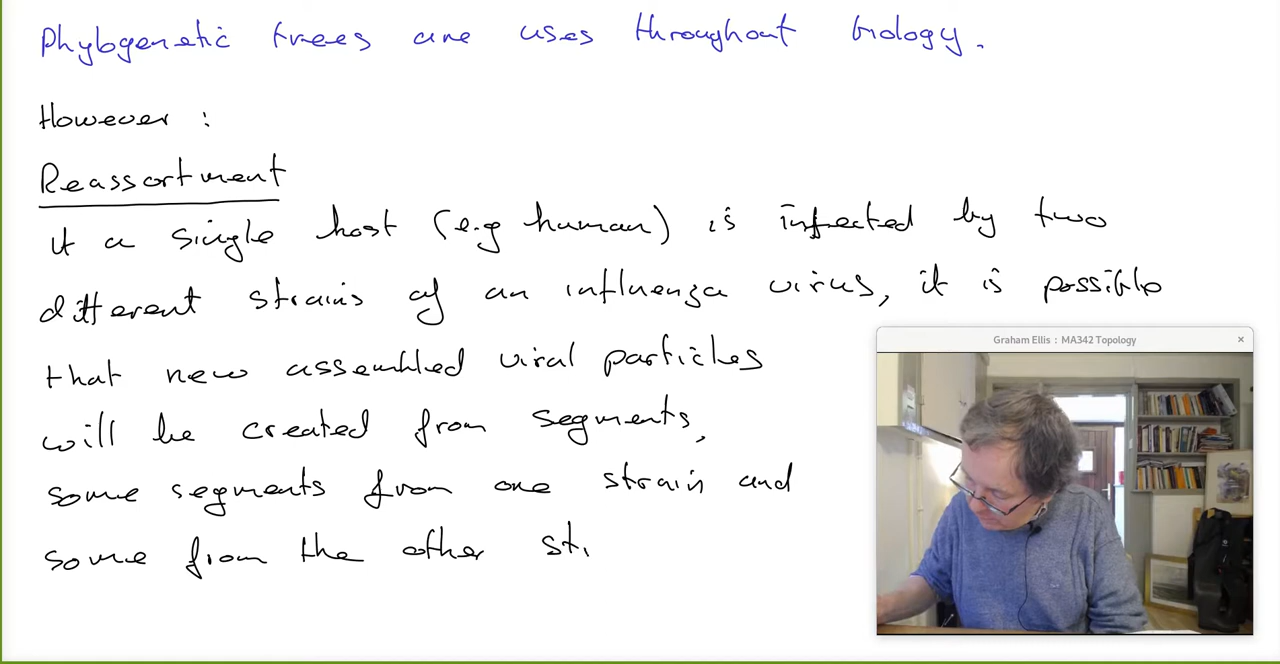 Phylogenetic trees are uses throughout biology.
However :
Reassortment
if a single host (e.g human) is infected by two
different strains of an influenza virus, it is possible
that new assembled viral particles
will be created from segments,
some segments from one strain and
some from the other st
Graham Ellis : MA342 Topology